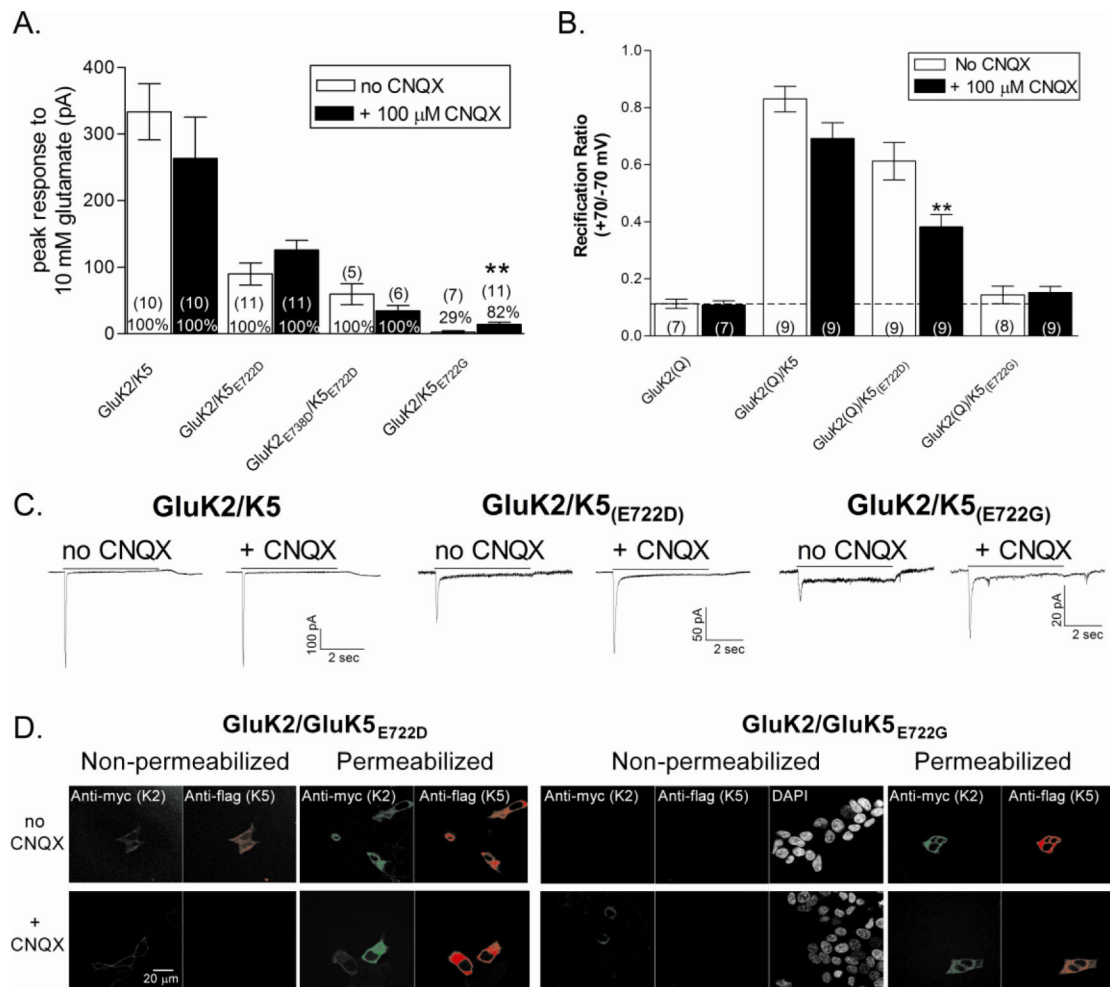 A.
peak response to
10 mM glutamate (pA)
400
300
200
100
0
no CNQX
+ 100 μM CNQX
(10)
100%
(10)
100%
(11)
100%
(11)
100%
(5)
100%
(6)
100%
(7)
29%
**
(11)
82%
GluK2/K5
GluK2/K5E722D
GluK2E738D/K5E722D
GluK2/K5E722G
B.
Recification Ratio
(+70/-70 mV)
1.0
0.8
0.6
0.4
0.2
0.0
No CNQX
+ 100 μM CNQX
**
(7)
(7)
(9)
(9)
(9)
(9)
(8)
(9)
GluK2(Q)
GluK2(Q)/K5
GluK2(Q)/K5(E722D)
GluK2(Q)/K5(E722G)
C.
GluK2/K5
no CNQX
+ CNQX
100 pA
2 sec
GluK2/K5(E722D)
no CNQX
+ CNQX
50 pA
2 sec
GluK2/K5(E722G)
no CNQX
+ CNQX
20 pA
2 sec
D.
GluK2/GluK5E722D
GluK2/GluK5E722G
Non-permeabilized
Permeabilized
Non-permeabilized
Permeabilized
no
CNQX
Anti-myc (K2)
Anti-flag (K5)
Anti-myc (K2)
Anti-flag (K5)
Anti-myc (K2)
Anti-flag (K5)
DAPI
Anti-myc (K2)
Anti-flag (K5)
+
CNQX
20 μm